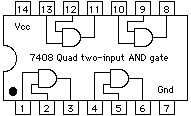 14 13 12 11 10 9 8
Vcc
7408 Quad two-input AND gate
Gnd
1 2 3 4 5 6 7